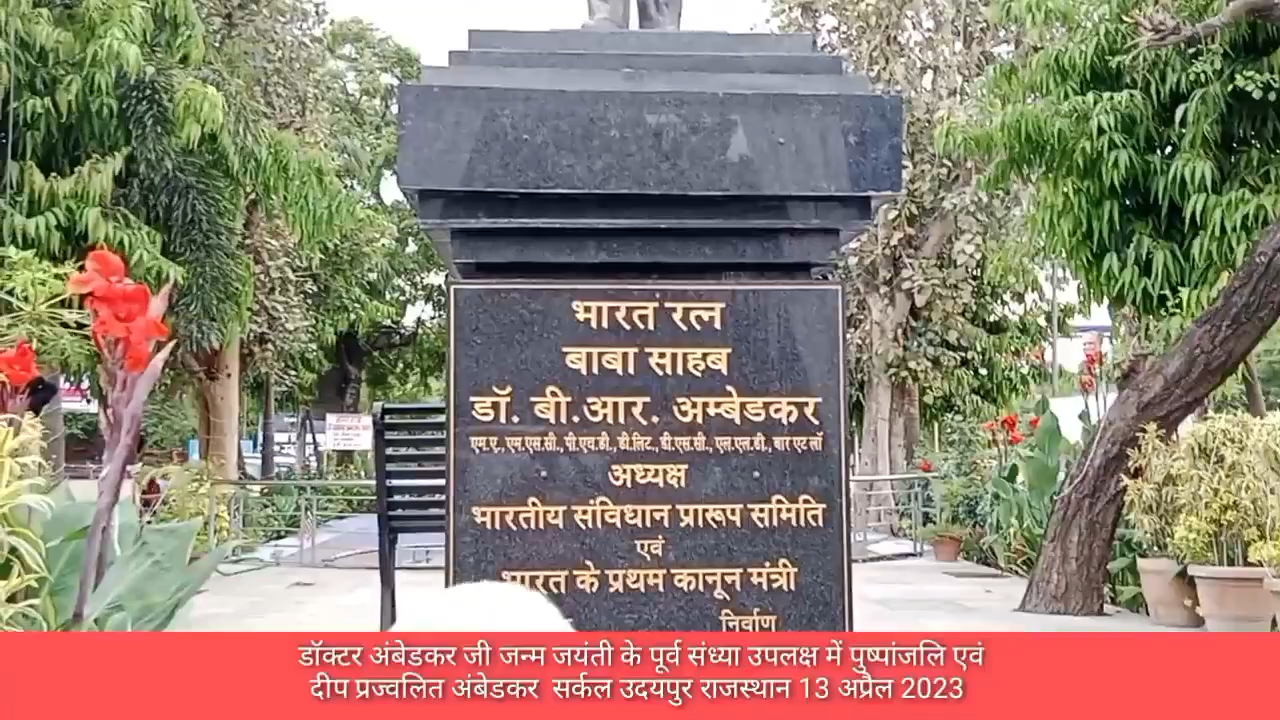 भारत रत्न
बाबा साहब
डॉ. बी.आर. अम्बेडकर
एम.ए., एम.एस.सी., पी.एच.डी., डी.लिट., डी.एस.सी., एल.एल.डी., बार एट लॉ
अध्यक्ष
भारतीय संविधान प्रारूप समिति
एवं
भारत के प्रथम कानून मंत्री
निर्वाण
डॉक्टर अंबेडकर जी जन्म जयंती के पूर्व संध्या उपलक्ष में पुष्पांजलि एवं
दीप प्रज्वलित अंबेडकर सर्कल उदयपुर राजस्थान 13 अप्रैल 2023